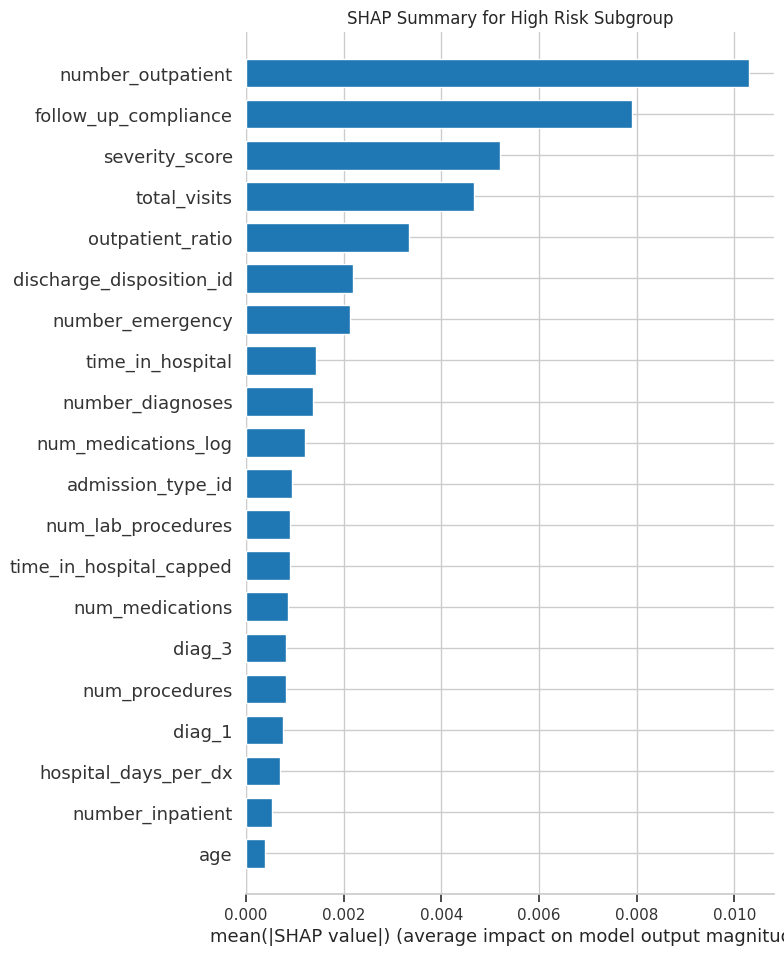 SHAP Summary for High Risk Subgroup
number_outpatient
follow_up_compliance
severity_score
total_visits
outpatient_ratio
discharge_disposition_id
number_emergency
time_in_hospital
number_diagnoses
num_medications_log
admission_type_id
num_lab_procedures
time_in_hospital_capped
num_medications
diag_3
num_procedures
diag_1
hospital_days_per_dx
number_inpatient
age
0.000 0.002 0.004 0.006 0.008 0.010
mean(|SHAP value|) (average impact on model output magnitud